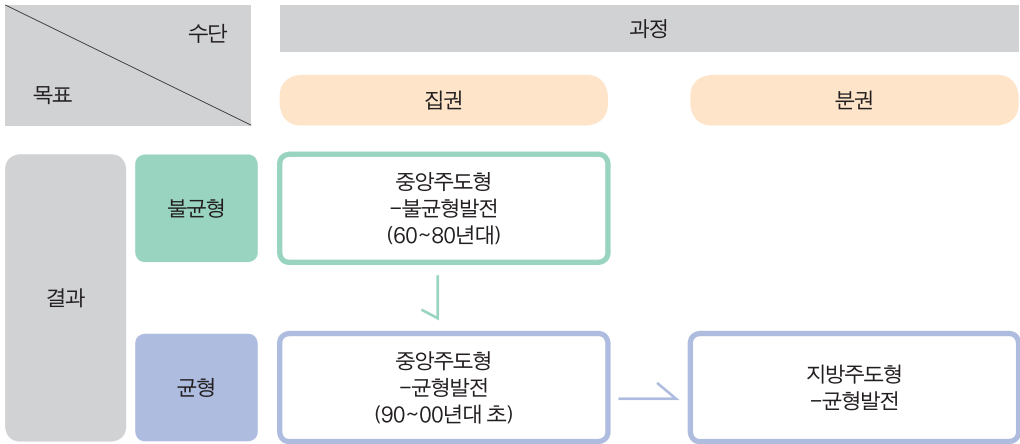 수단
목표
과정
집권
분권
결과
불균형
중앙주도형
-불균형발전
(60~80년대)
균형
중앙주도형
-균형발전
(90~00년대 초)
지방주도형
-균형발전